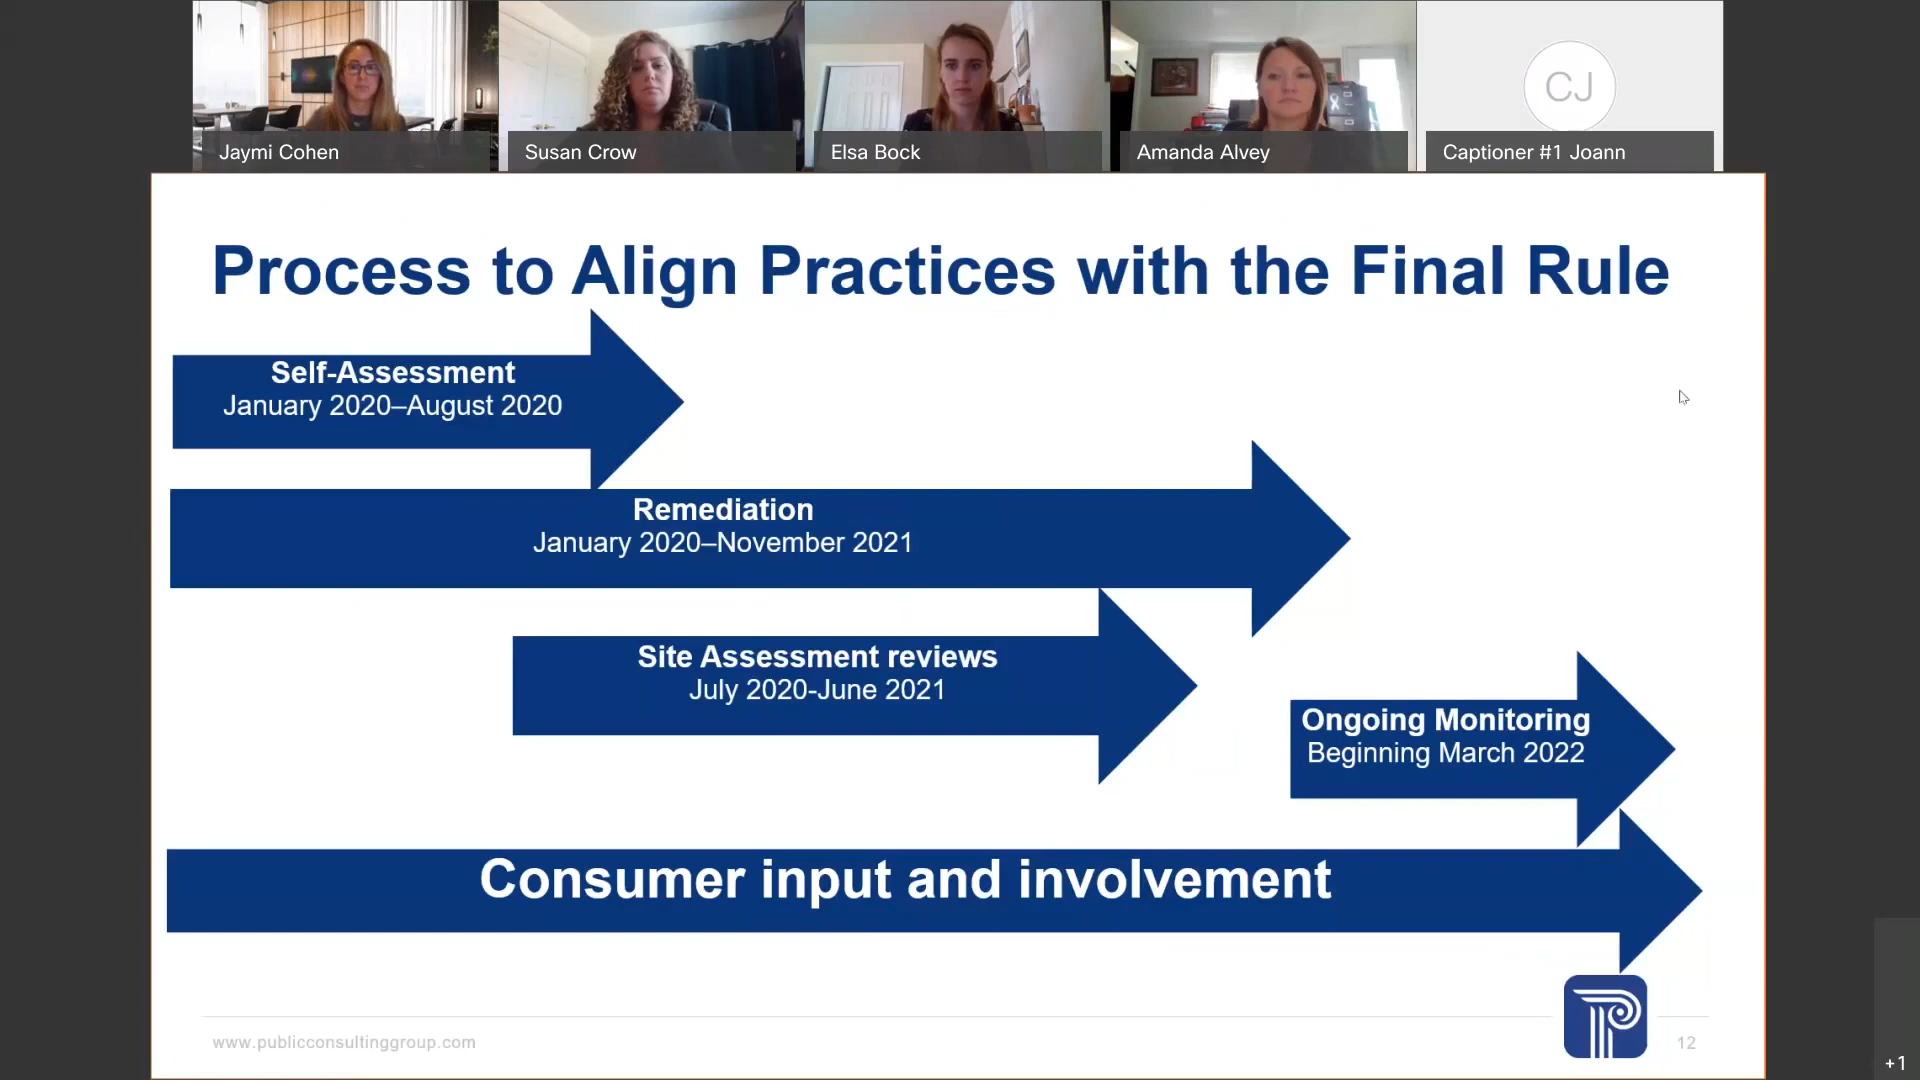 Jaymi Cohen
Susan Crow
Elsa Bock
Amanda Alvey
CJ
Captioner #1 Joann
Process to Align Practices with the Final Rule
Self-Assessment
January 2020–August 2020
Remediation
January 2020–November 2021
Site Assessment reviews
July 2020-June 2021
Ongoing Monitoring
Beginning March 2022
Consumer input and involvement
www.publicconsultinggroup.com
12
+1